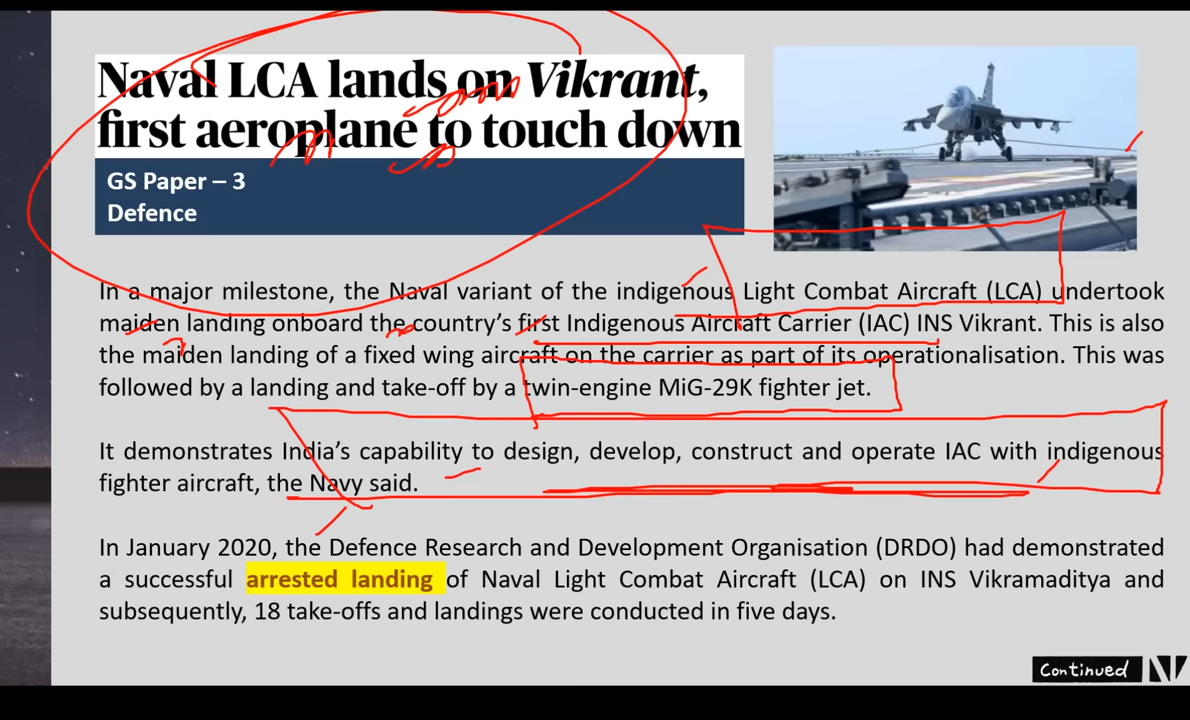 Naval LCA lands on Vikrant,
first aeroplane to touch down
GS Paper – 3
Defence
In a major milestone, the Naval variant of the indigenous Light Combat Aircraft (LCA) undertook
maiden landing onboard the country's first Indigenous Aircraft Carrier (IAC) INS Vikrant. This is also
the maiden landing of a fixed wing aircraft on the carrier as part of its operationalisation. This was
followed by a landing and take-off by a twin-engine MiG-29K fighter jet.
It demonstrates India's capability to design, develop, construct and operate IAC with indigenous
fighter aircraft, the Navy said.
In January 2020, the Defence Research and Development Organisation (DRDO) had demonstrated
a successful arrested landing of Naval Light Combat Aircraft (LCA) on INS Vikramaditya and
subsequently, 18 take-offs and landings were conducted in five days.
Continued